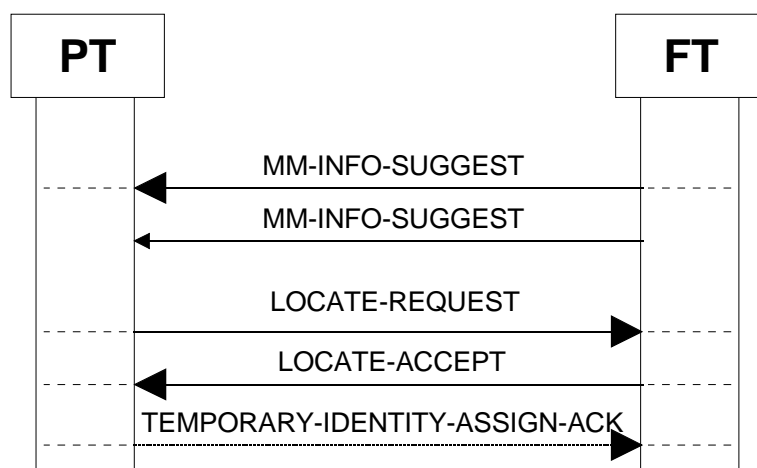 PT FT
MM-INFO-SUGGEST
MM-INFO-SUGGEST
LOCATE-REQUEST
LOCATE-ACCEPT
TEMPORARY-IDENTITY-ASSIGN-ACK